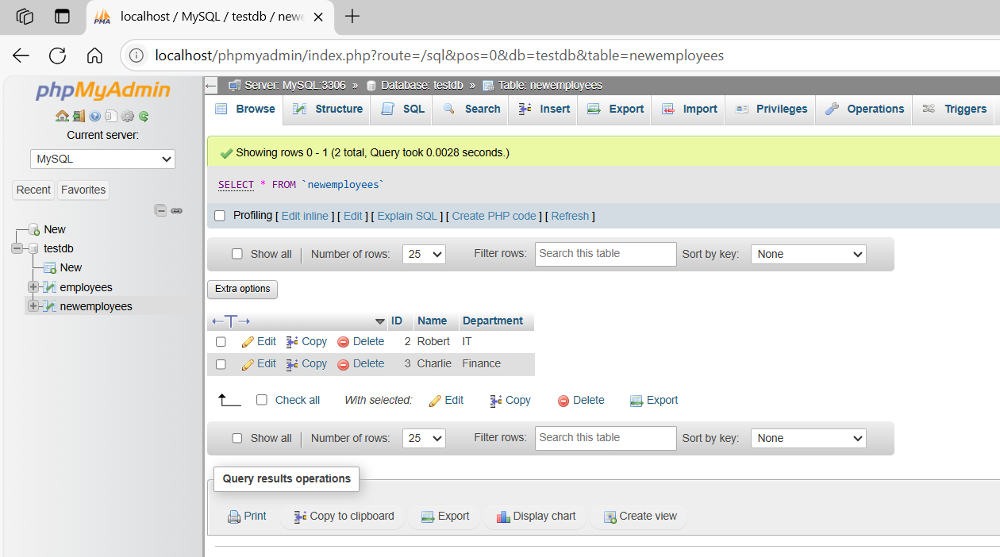 localhost / MySQL / testdb / newe
localhost/phpmyadmin/index.php?route=/sql&pos=0&db=testdb&table=newemployees
phpMyAdmin
Current server:
MySQL
Recent Favorites
New
testdb
New
employees
newemployees
Server: MySQL:3306 » Database: testdb » Table: newemployees
Browse Structure SQL Search Insert Export Import Privileges Operations Triggers
Showing rows 0 - 1 (2 total, Query took 0.0028 seconds.)
SELECT * FROM `newemployees`
Profiling [ Edit inline ] [ Edit ] [ Explain SQL ] [ Create PHP code ] [ Refresh ]
Show all | Number of rows: 25 Filter rows: Search this table Sort by key: None
Extra options
←T→ ID Name Department
Edit Copy Delete 2 Robert IT
Edit Copy Delete 3 Charlie Finance
Check all With selected: Edit Copy Delete Export
Show all | Number of rows: 25 Filter rows: Search this table Sort by key: None
Query results operations
Print Copy to clipboard Export Display chart Create view